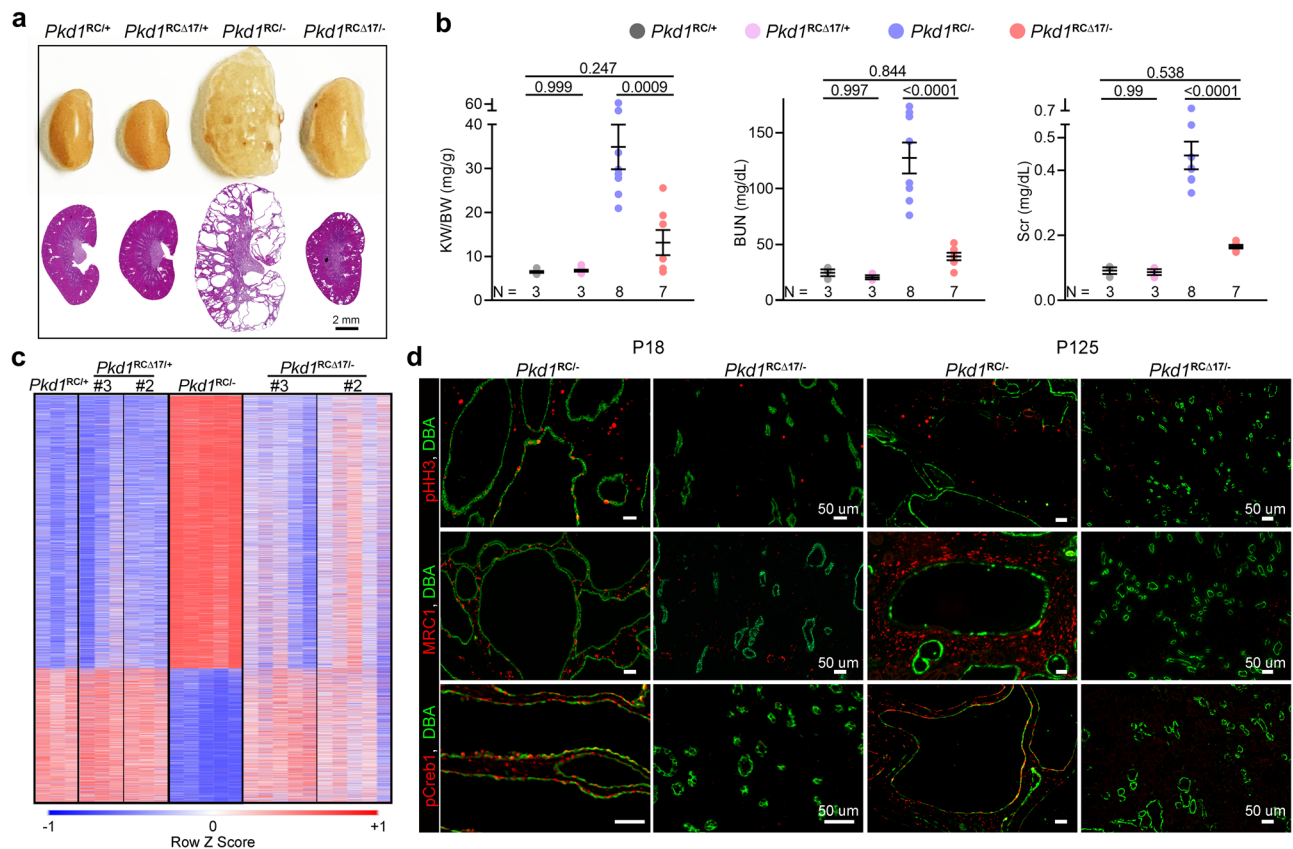 a
Pkd1RC/+ Pkd1RCΔ17/+ Pkd1RC/- Pkd1RCΔ17/-
2 mm
b
Pkd1RC/+ Pkd1RCΔ17/+ Pkd1RC/- Pkd1RCΔ17/-
0.247
0.999 0.0009
KW/BW (mg/g)
60
40
30
20
10
0
N = 3 3 8 7
0.844
0.997 <0.0001
BUN (mg/dL)
150
100
50
0
N = 3 3 8 7
0.538
0.99 <0.0001
Scr (mg/dL)
0.7
0.5
0.4
0.2
0.0
N = 3 3 8 7
c
Pkd1RC/+ Pkd1RCΔ17/+ Pkd1RC/- Pkd1RCΔ17/-
#3 #2 #3 #2
-1 0 +1
Row Z Score
d
P18 P125
Pkd1RC/- Pkd1RCΔ17/- Pkd1RC/- Pkd1RCΔ17/-
pHH3, DBA
50 um 50 um
MRC1, DBA
50 um 50 um
pCreb1, DBA
50 um 50 um